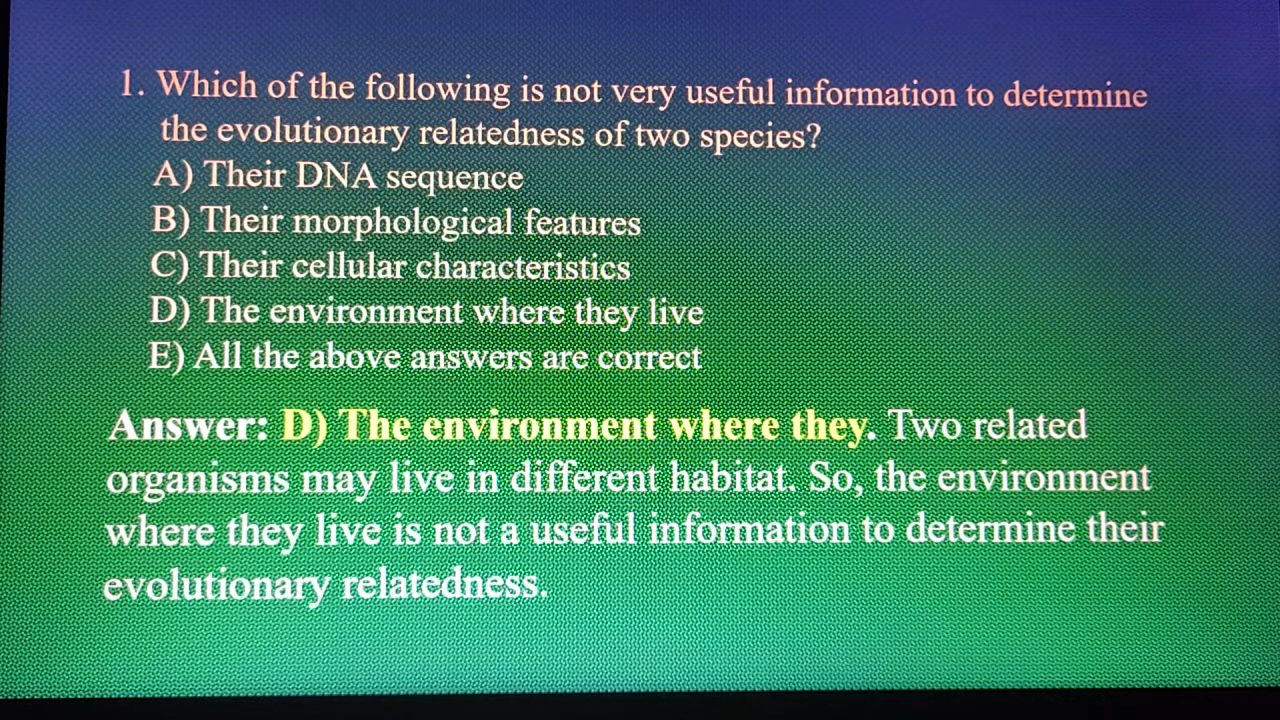 1. Which of the following is not very useful information to determine
the evolutionary relatedness of two species?
A) Their DNA sequence
B) Their morphological features
C) Their cellular characteristics
D) The environment where they live
E) All the above answers are correct
Answer: D) The environment where they. Two related
organisms may live in different habitat. So, the environment
where they live is not a useful information to determine their
evolutionary relatedness.